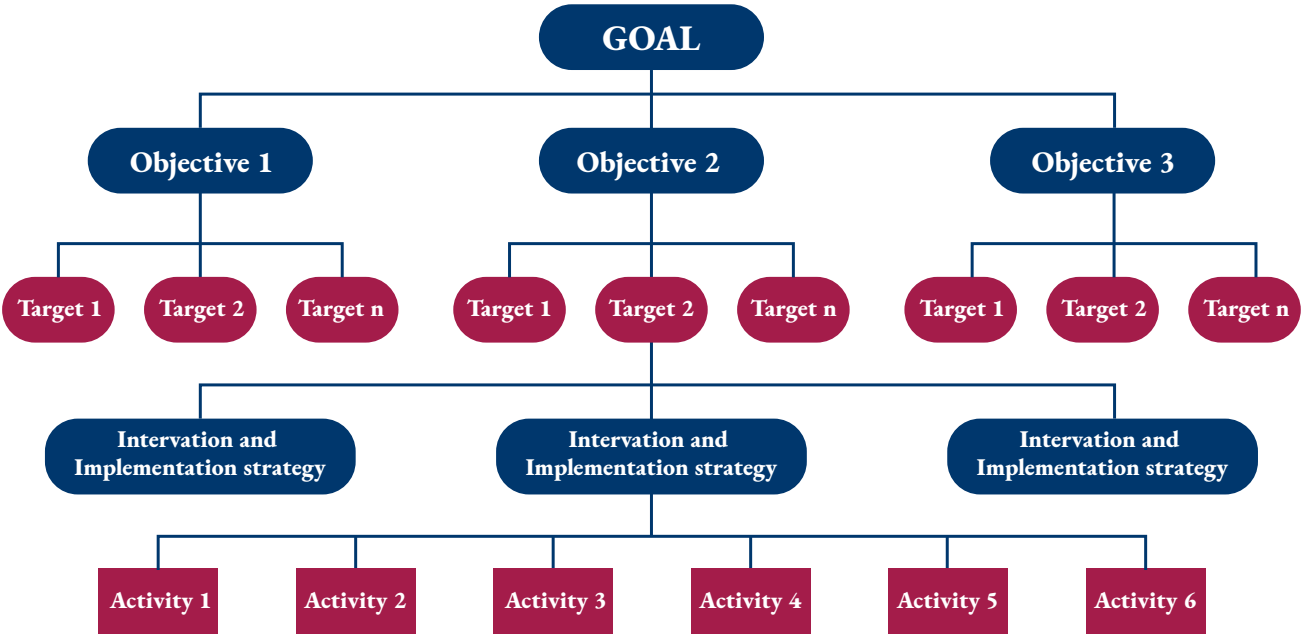 GOAL
Objective 1
Objective 2
Objective 3
Target 1
Target 2
Target n
Target 1
Target 2
Target n
Target 1
Target 2
Target n
Intervation and
Implementation strategy
Intervation and
Implementation strategy
Intervation and
Implementation strategy
Activity 1
Activity 2
Activity 3
Activity 4
Activity 5
Activity 6